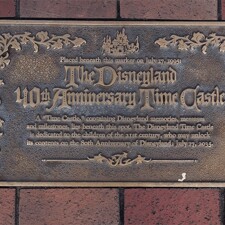 Placed beneath this marker on July 17, 1995:
The Disneyland
40th Anniversary Time Castle
A "Time Castle," containing Disneyland memories, messages
and milestones, lies beneath this spot. The Disneyland Time Castle
is dedicated to the children of the 21st century, who may unlock
its contents on the 80th Anniversary of Disneyland, July 17, 2035.